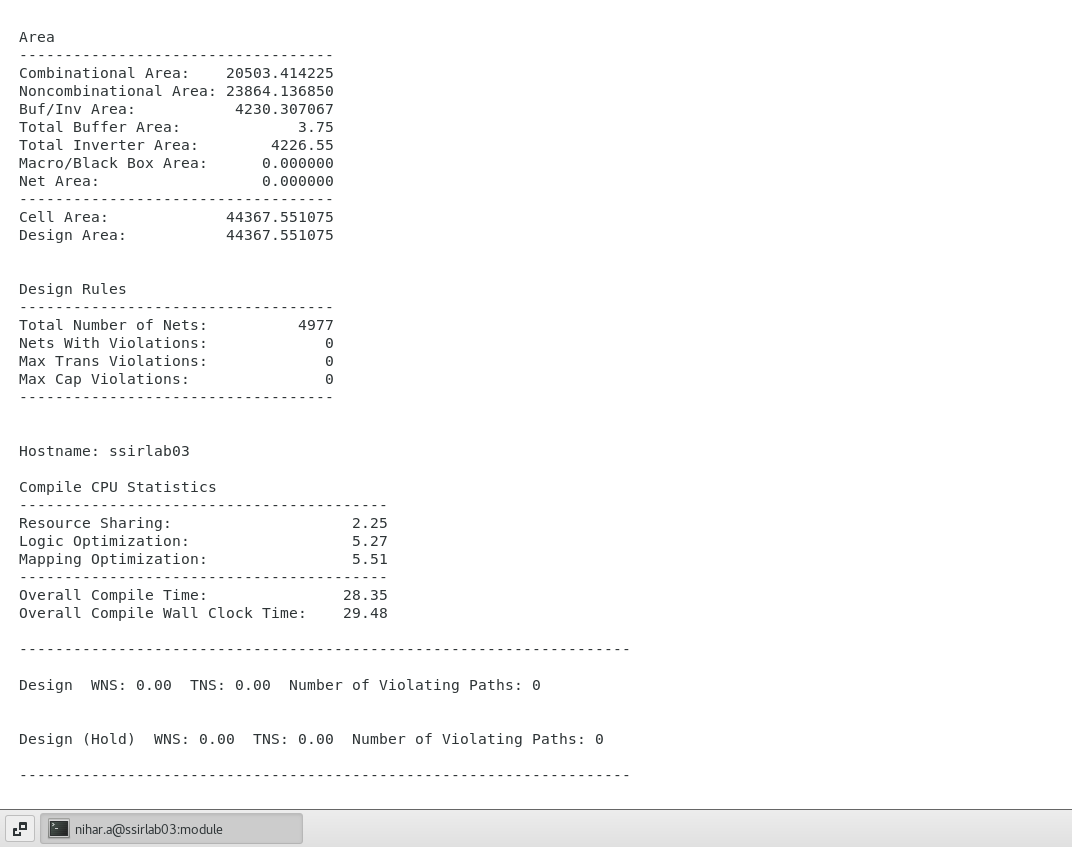 Area
-----------------------------------
Combinational Area:    20503.414225
Noncombinational Area: 23864.136850
Buf/Inv Area:           4230.307067
Total Buffer Area:             3.75
Total Inverter Area:        4226.55
Macro/Black Box Area:      0.000000
Net Area:                  0.000000
-----------------------------------
Cell Area:             44367.551075
Design Area:           44367.551075
Design Rules
-----------------------------------
Total Number of Nets:          4977
Nets With Violations:             0
Max Trans Violations:             0
Max Cap Violations:               0
-----------------------------------
Hostname: ssirlab03
Compile CPU Statistics
-----------------------------------------
Resource Sharing:                    2.25
Logic Optimization:                  5.27
Mapping Optimization:                5.51
-----------------------------------------
Overall Compile Time:               28.35
Overall Compile Wall Clock Time:    29.48
--------------------------------------------------------------------
Design  WNS: 0.00  TNS: 0.00  Number of Violating Paths: 0
Design (Hold)  WNS: 0.00  TNS: 0.00  Number of Violating Paths: 0
--------------------------------------------------------------------
nihar.a@ssirlab03:module